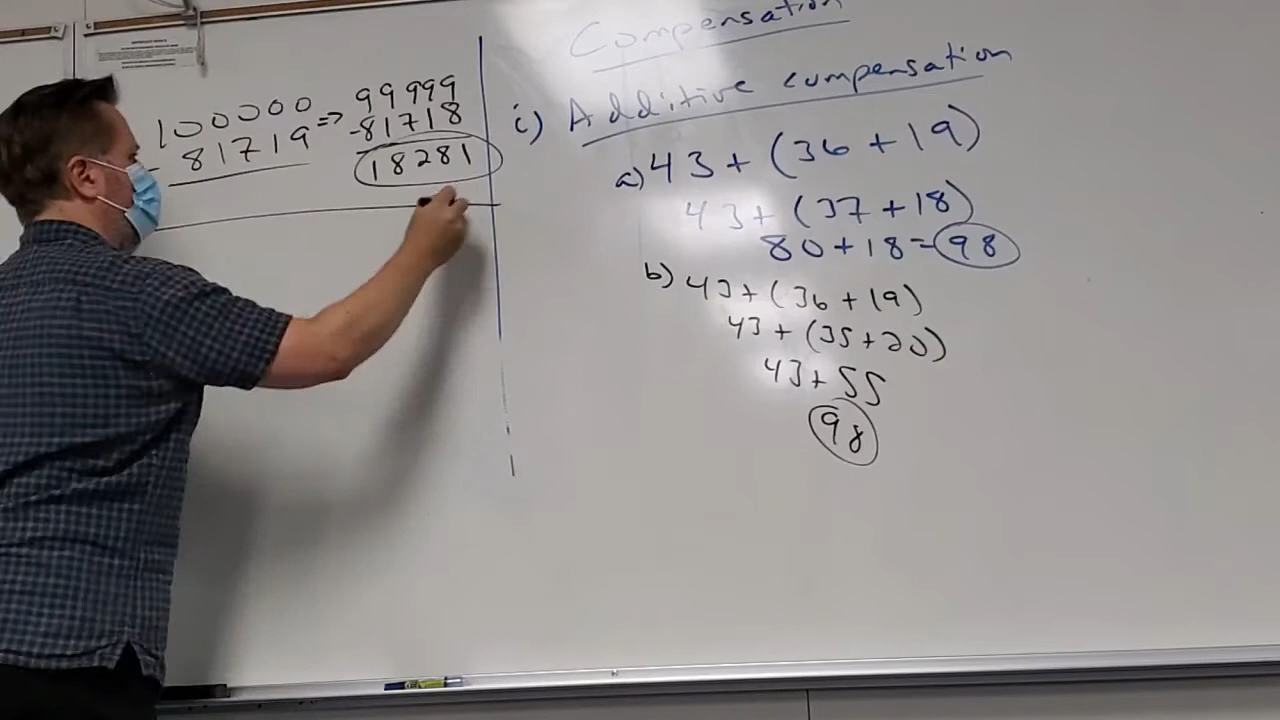 100000 => 99999
- 81719 -81718
18281
Compensation
i) Additive compensation
a) 43 + (36 + 19)
43 + (37 + 18)
80 + 18 = 98
b) 43 + (36 + 19)
43 + (35 + 20)
43 + 55
98